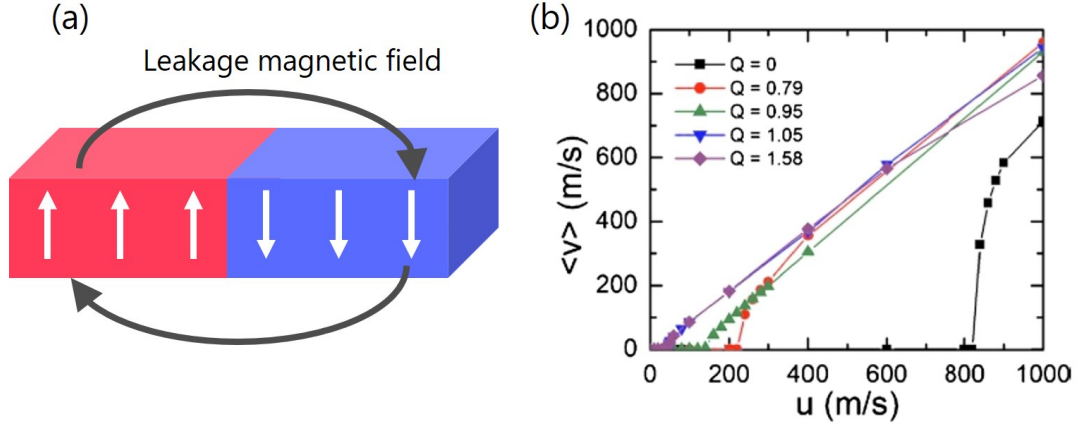 (a)
Leakage magnetic field
(b)
1000
800
600
400
200
0
<v> (m/s)
Q = 0
Q = 0.79
Q = 0.95
Q = 1.05
Q = 1.58
0 200 400 600 800 1000
u (m/s)